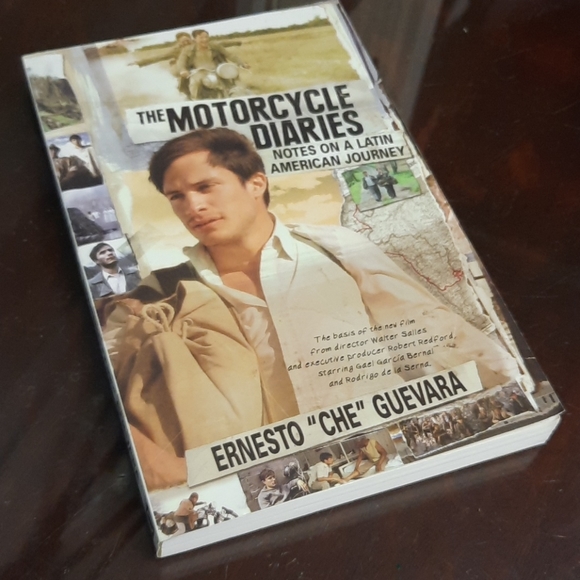 THE MOTORCYCLE
DIARIES
NOTES ON A LATIN
AMERICAN JOURNEY
The basis of the new film
from director Walter Salles
and executive producer Robert Redford,
starring Gael García Bernal
and Rodrigo de la Serna.
ERNESTO "CHE" GUEVARA